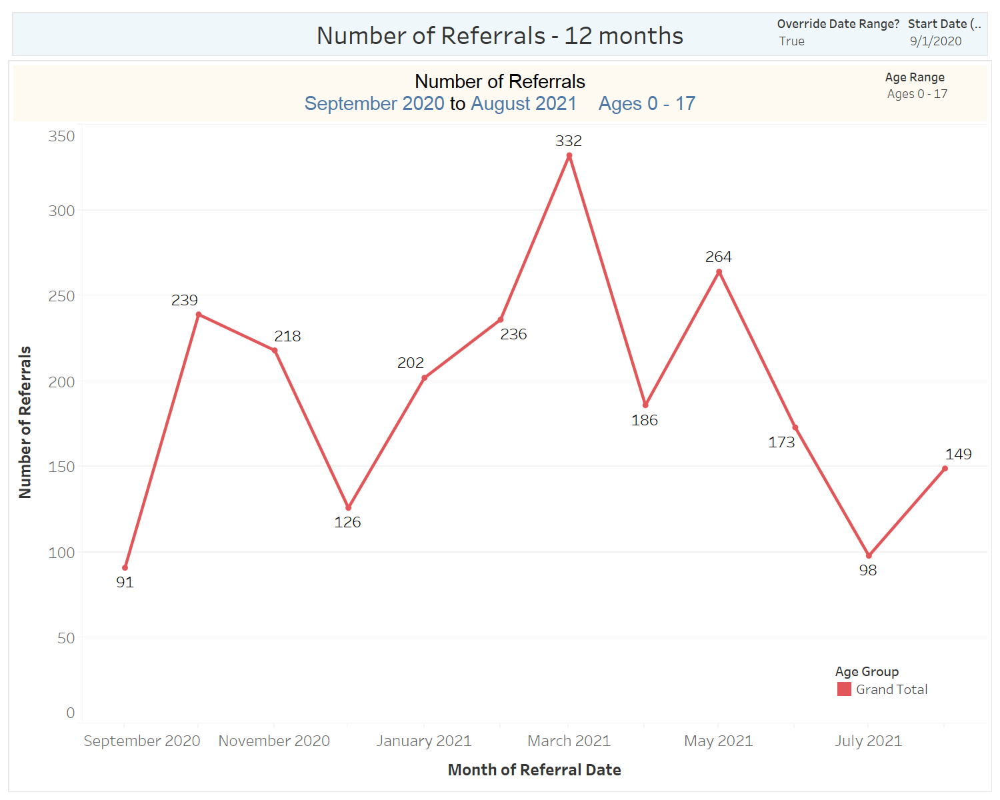 Number of Referrals - 12 months
Override Date Range?
True
Start Date (..
9/1/2020
Number of Referrals
September 2020 to August 2021 Ages 0 - 17
Age Range
Ages 0 - 17
350
300
250
200
150
100
50
0
Number of Referrals
91
239
218
126
202
236
332
186
264
173
98
149
Age Group
Grand Total
September 2020
November 2020
January 2021
March 2021
May 2021
July 2021
Month of Referral Date